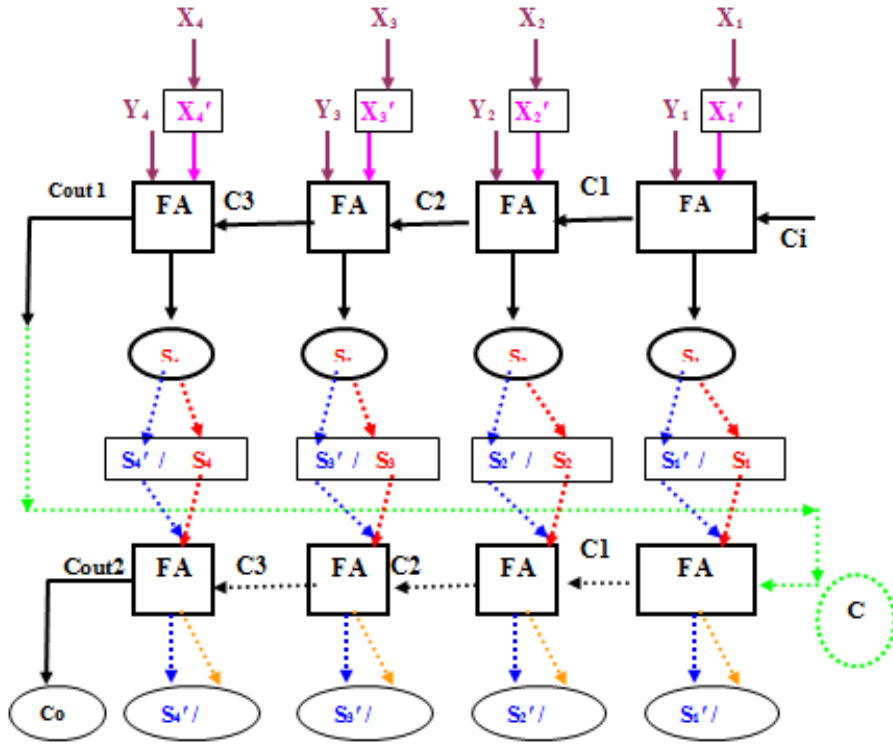 X₄ X₃ X₂ X₁
Y₄ X₄′ Y₃ X₃′ Y₂ X₂′ Y₁ X₁′
Cout 1 FA C3 FA C2 FA C1 FA Ci
S₄′ / S₄ S₃′ / S₃ S₂′ / S₂ S₁′ / S₁
Cout2 FA C3 FA C2 FA C1 FA C
Co S₄′ / S₃′ / S₂′ / S₁′ /